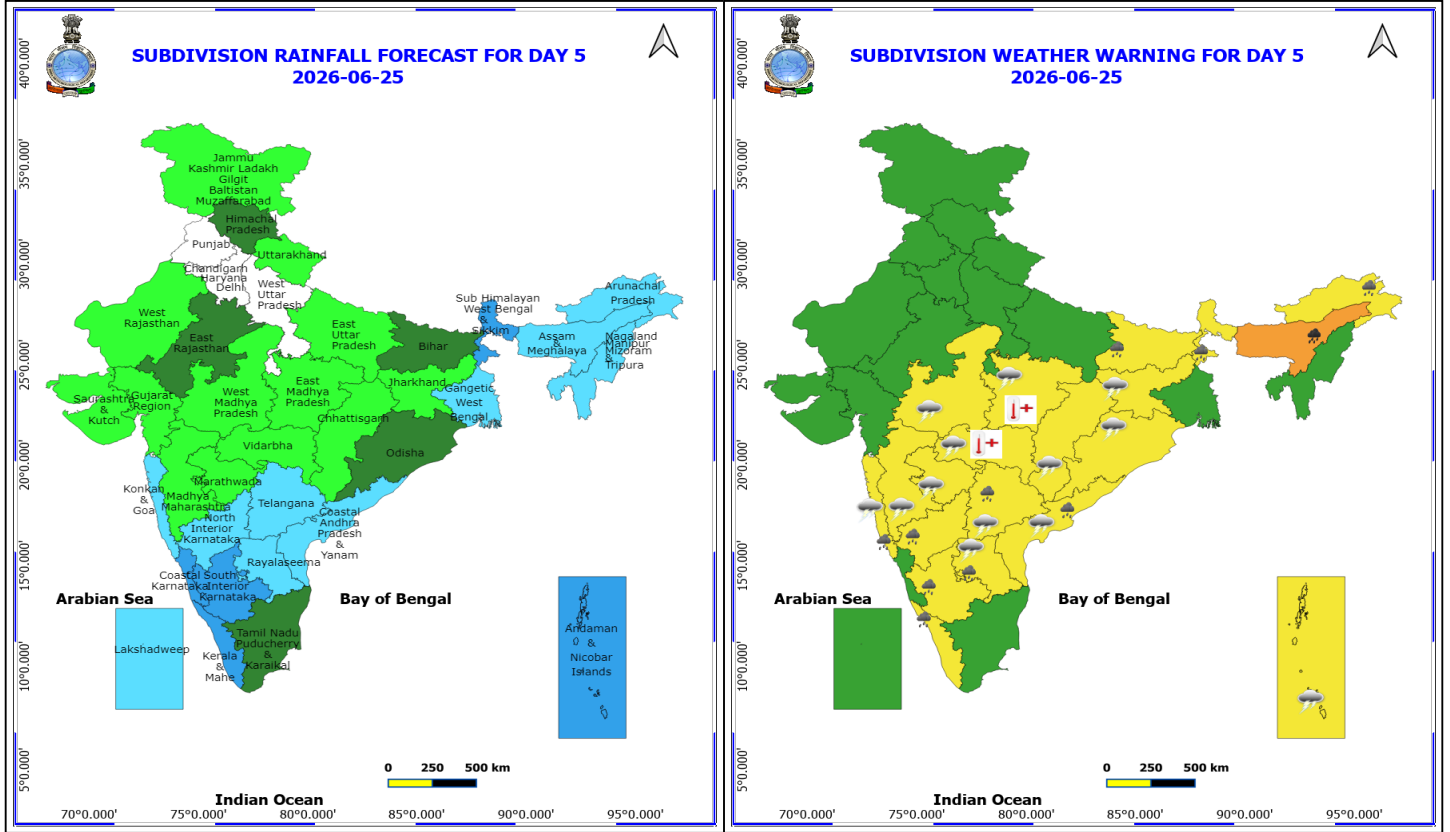 SUBDIVISION RAINFALL FORECAST FOR DAY 5
2026-06-25
40°0.000'
35°0.000'
30°0.000'
25°0.000'
20°0.000'
15°0.000'
10°0.000'
5°0.000'
Jammu
Kashmir Ladakh
Gilgit
Baltistan
Muzaffarabad
Himachal
Pradesh
Punjab
Uttarakhand
Chandigarh
Haryana
Delhi
West
Uttar
Pradesh
West
Rajasthan
East
Rajasthan
East
Uttar
Pradesh
Bihar
Sub Himalayan
West Bengal
&
Sikkim
Arunachal
Pradesh
Assam
&
Meghalaya
Nagaland
Manipur
Mizoram
&
Tripura
Saurashtra
&
Kutch
Gujarat
Region
West
Madhya
Pradesh
East
Madhya
Pradesh
Jharkhand
Gangetic
West
Bengal
Chhattisgarh
Odisha
Vidarbha
Konkan
&
Goa
Madhya
Maharashtra
Marathwada
Telangana
North
Interior
Karnataka
Coastal
Andhra
Pradesh
&
Yanam
Rayalaseema
Coastal
Karnataka
South
Interior
Karnataka
Arabian Sea
Bay of Bengal
Lakshadweep
Tamil Nadu
Puducherry
&
Karaikal
Kerala
&
Mahe
Andaman
&
Nicobar
Islands
0 250 500 km
Indian Ocean
70°0.000' 75°0.000' 80°0.000' 85°0.000' 90°0.000' 95°0.000'
SUBDIVISION WEATHER WARNING FOR DAY 5
2026-06-25
40°0.000'
35°0.000'
30°0.000'
25°0.000'
20°0.000'
15°0.000'
10°0.000'
5°0.000'
Arabian Sea
Bay of Bengal
0 250 500 km
Indian Ocean
70°0.000' 75°0.000' 80°0.000' 85°0.000' 90°0.000' 95°0.000'